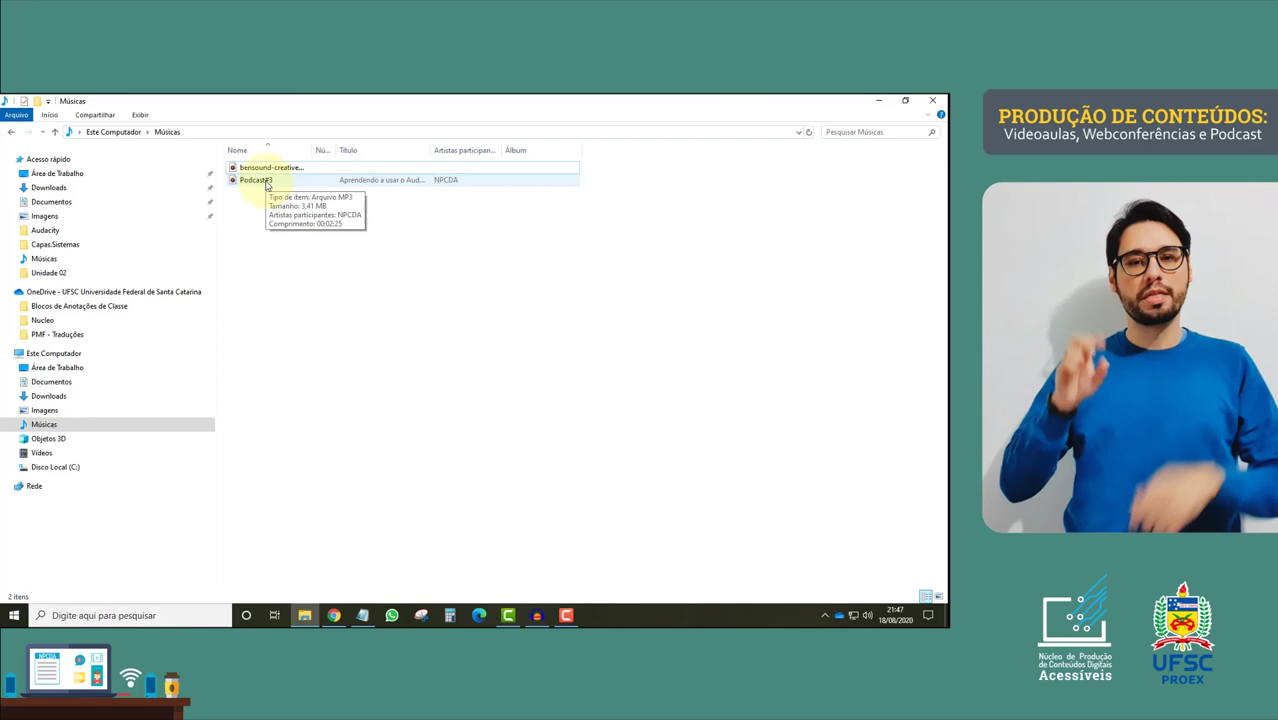 PRODUÇÃO DE CONTEÚDOS:
Videoaulas, Webconferências e Podcast
Músicas
Arquivo Início Compartilhar Exibir
Este Computador > Músicas
Pesquisar Músicas
Nome Nú... Título Artistas participan... Álbum
bensound-creative...
Podcast#3 Aprendendo a usar o Aud... NPCDA
Tipo de item: Arquivo MP3
Tamanho: 3,41 MB
Artistas participantes: NPCDA
Comprimento: 00:02:25
Acesso rápido
Área de Trabalho
Downloads
Documentos
Imagens
Audacity
Capas.Sistemas
Músicas
Unidade 02
OneDrive - UFSC Universidade Federal de Santa Catarina
Blocos de Anotações de Classe
Nucleo
PMF - Traduções
Este Computador
Área de Trabalho
Documentos
Downloads
Imagens
Músicas
Objetos 3D
Vídeos
Disco Local (C:)
Rede
2 itens
Digite aqui para pesquisar
21:47
18/08/2020
NPCDA
Núcleo de Produção
de Conteúdos Digitais
Acessíveis
UFSC
PROEX